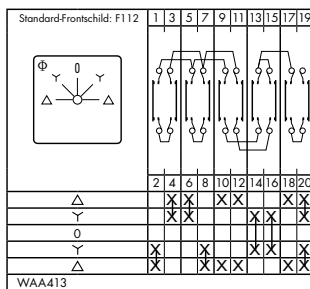 Standard-Frontschild: F112 1 3 5 7 9 11 13 15 17 19
0
2 4 6 8 10 12 14 16 18 20
△ X X X X X X
Y X X X X X
0
Y X X X X X
△ X X X X X X
WAA413